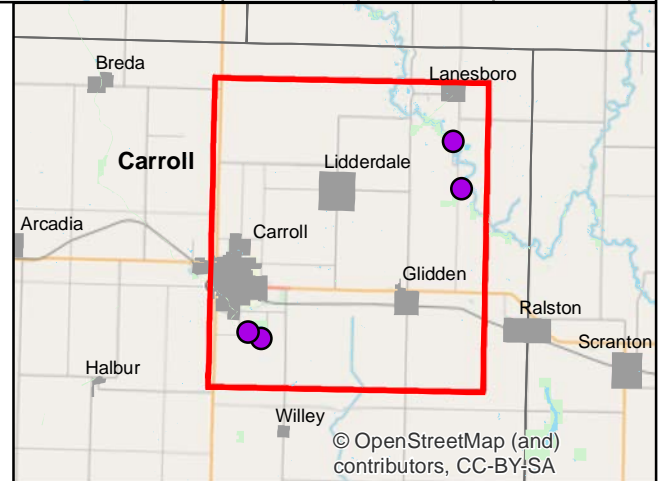 Breda
Lanesboro
Carroll
Lidderdale
Arcadia
Carroll
Glidden
Ralston
Scranton
Halbur
Willey
© OpenStreetMap (and)
contributors, CC-BY-SA